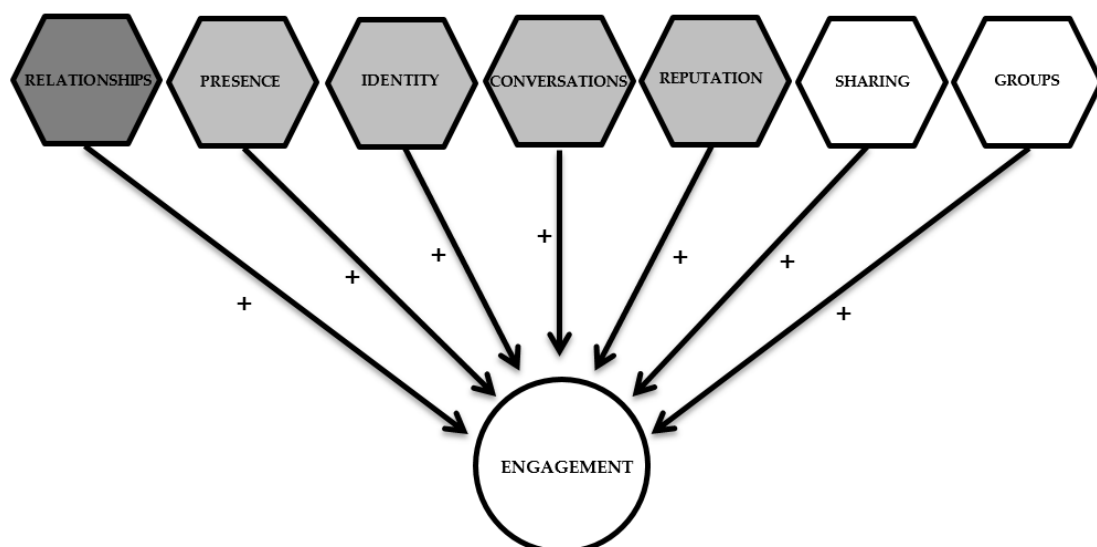 RELATIONSHIPS
PRESENCE
IDENTITY
CONVERSATIONS
REPUTATION
SHARING
GROUPS
+
+
+
+
+
+
+
ENGAGEMENT